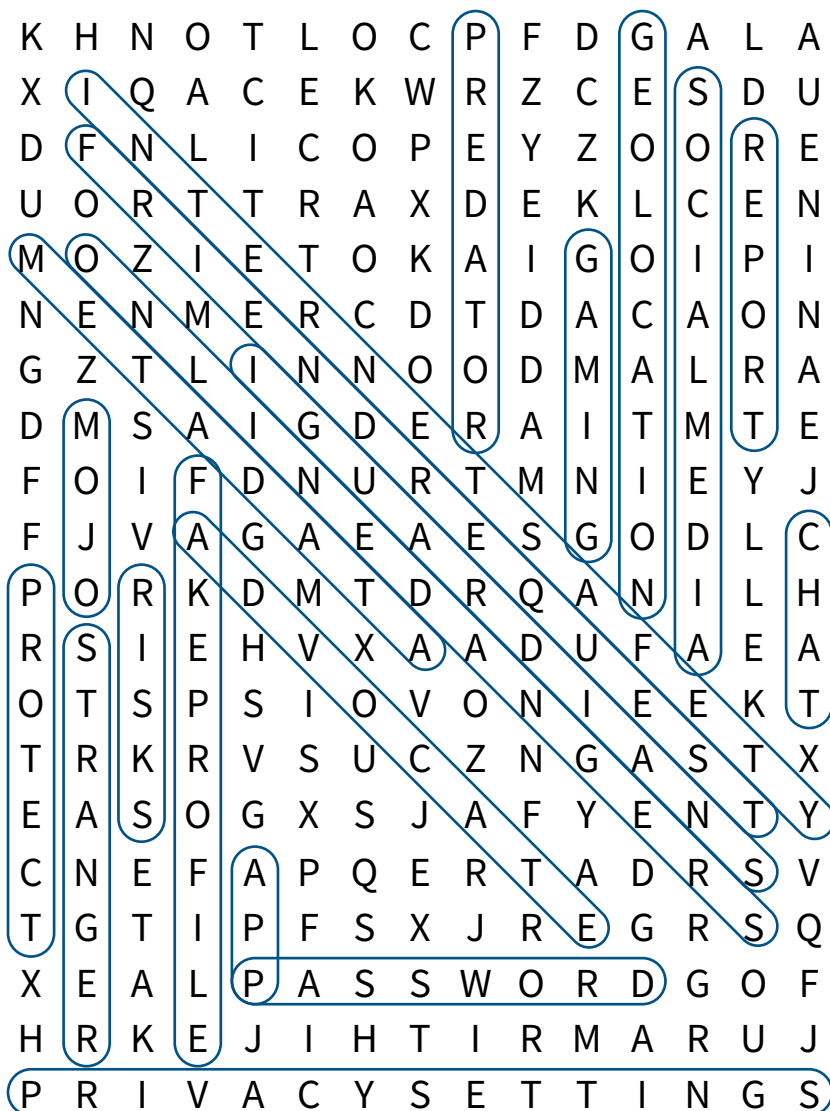 K H N O T L O C P F D G A L A
X I Q A C E K W R Z C E S D U
D F N L I C O P E Y Z O O R E
U O R T T R A X D E K L C E N
M O Z I E T O K A I G O I P I
N E N M E R C D T D A C A O N
G Z T L I N N O O D M A L R A
D M S A I G D E R A I T M T E
F O I F D N U R T M N I E Y J
F J V A G A E A E S G O D L C
P O R K D M T D R Q A N I L H
R S I E H V X A A D U F A E A
O T S P S I O V O N I E E K T
T R K R V S U C Z N G A S T X
E A S O G X S J A F Y E N T Y
C N E F A P Q E R T A D R S V
T G T I P F S X J R E G R S Q
X E A L P A S S W O R D G O F
H R K E J I H T I R M A R U J
P R I V A C Y S E T T I N G S